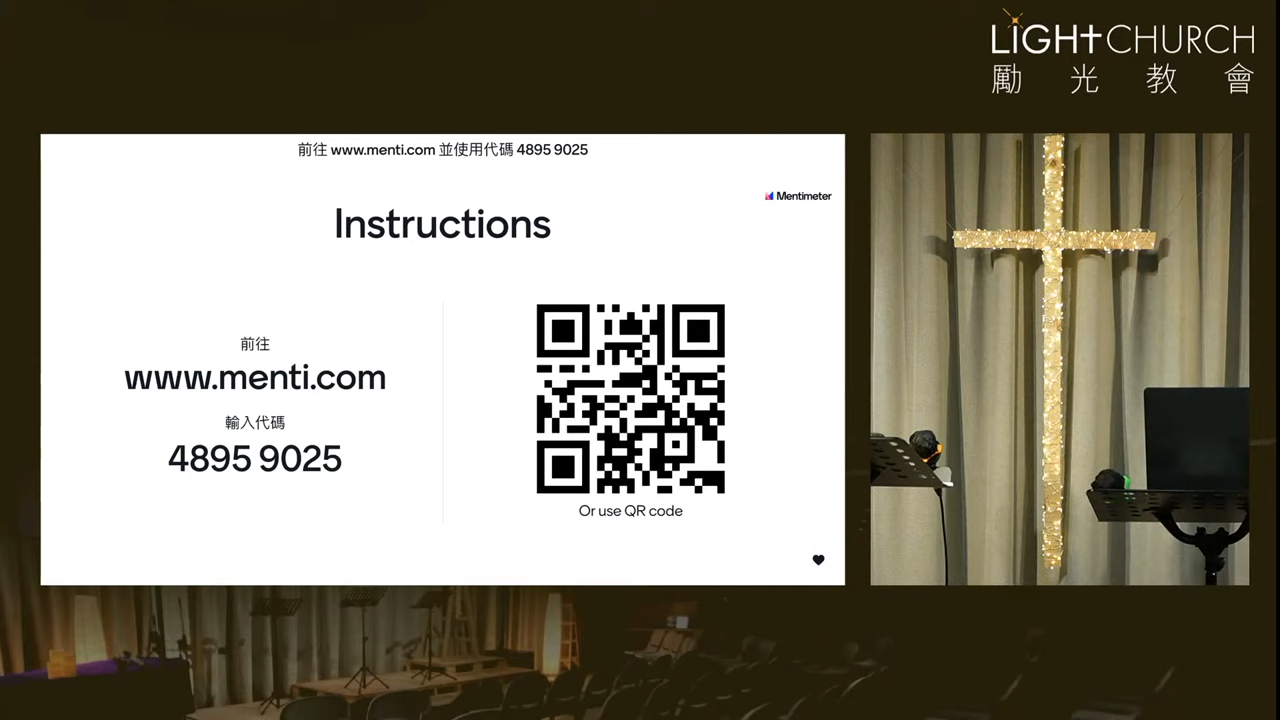 LIGHTCHURCH
勵光教會
前往 www.menti.com 並使用代碼 4895 9025
Mentimeter
Instructions
前往
www.menti.com
輸入代碼
4895 9025
Or use QR code